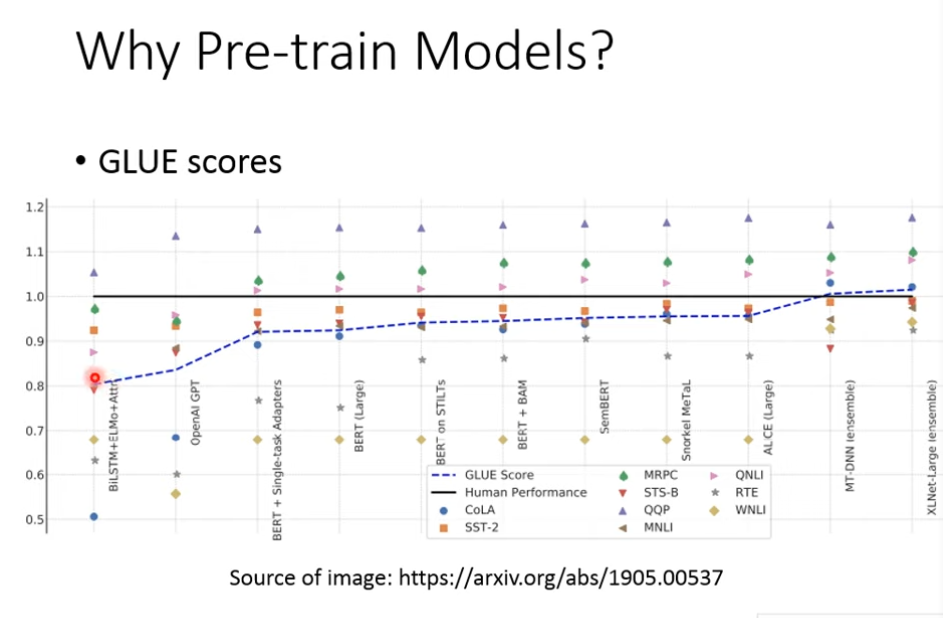 Why Pre-train Models?
• GLUE scores
1.2
1.1
1.0
0.9
0.8
0.7
0.6
0.5
BiLSTM+ELMo+Attn
OpenAI GPT
BERT + Single-task Adapters
BERT (Large)
BERT on STILTs
BERT + BAM
SemBERT
Snorkel MeTaL
ALICE (Large)
MT-DNN (ensemble)
XLNet-Large (ensemble)
GLUE Score
Human Performance
CoLA
SST-2
MRPC
STS-B
QQP
MNLI
QNLI
RTE
WNLI
Source of image: https://arxiv.org/abs/1905.00537